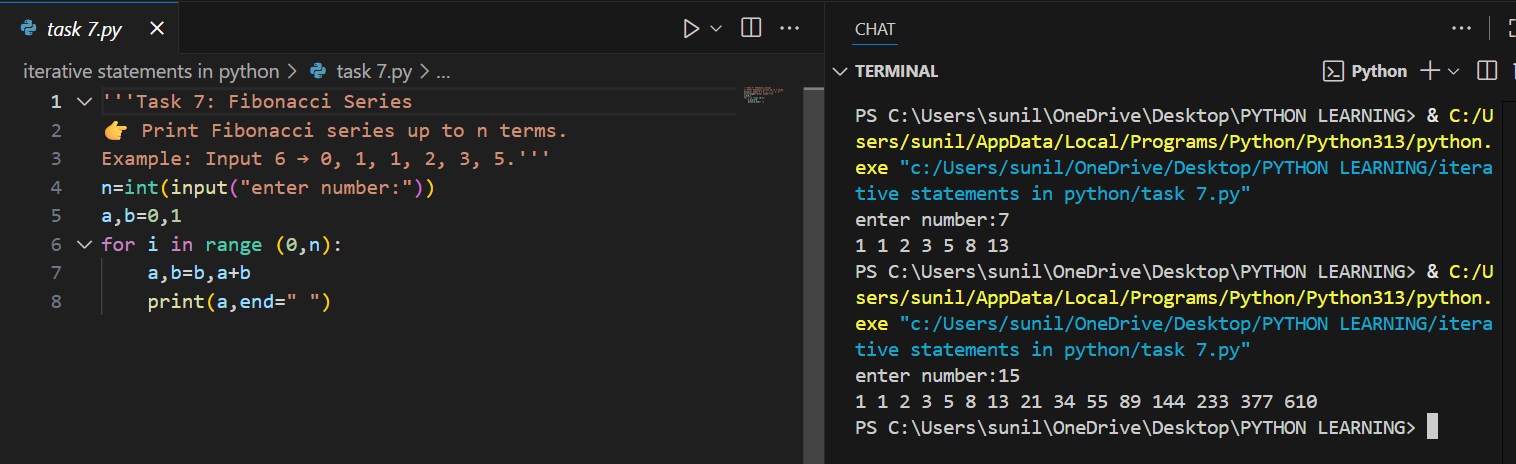 task 7.py
iterative statements in python > task 7.py > ...
1 '''Task 7: Fibonacci Series
2 👉 Print Fibonacci series up to n terms.
3 Example: Input 6 → 0, 1, 1, 2, 3, 5.'''
4 n=int(input("enter number:"))
5 a,b=0,1
6 for i in range (0,n):
7     a,b=b,a+b
8     print(a,end=" ")
CHAT
TERMINAL
Python
PS C:\Users\sunil\OneDrive\Desktop\PYTHON LEARNING> & C:/U
sers/sunil/AppData/Local/Programs/Python/Python313/python.
exe "c:/Users/sunil/OneDrive/Desktop/PYTHON LEARNING/itera
tive statements in python/task 7.py"
enter number:7
1 1 2 3 5 8 13
PS C:\Users\sunil\OneDrive\Desktop\PYTHON LEARNING> & C:/U
sers/sunil/AppData/Local/Programs/Python/Python313/python.
exe "c:/Users/sunil/OneDrive/Desktop/PYTHON LEARNING/itera
tive statements in python/task 7.py"
enter number:15
1 1 2 3 5 8 13 21 34 55 89 144 233 377 610
PS C:\Users\sunil\OneDrive\Desktop\PYTHON LEARNING>